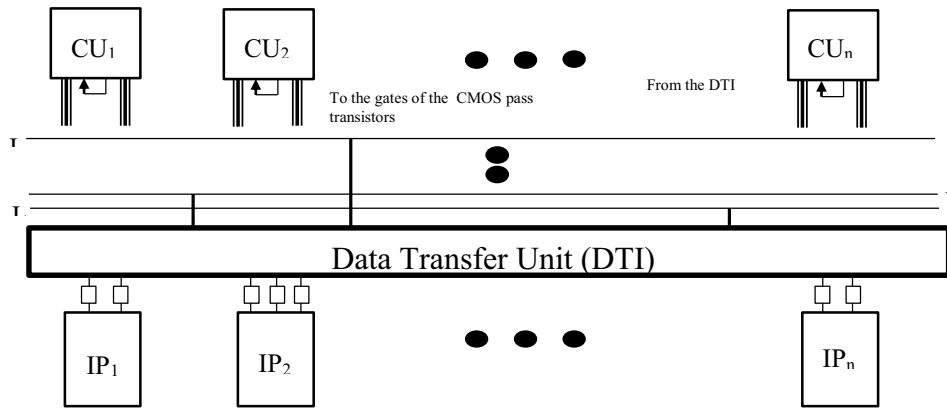 CU₁
CU₂
CUₙ
From the DTI
To the gates of the CMOS pass
transistors
Data Transfer Unit (DTI)
IP₁
IP₂
IPₙ